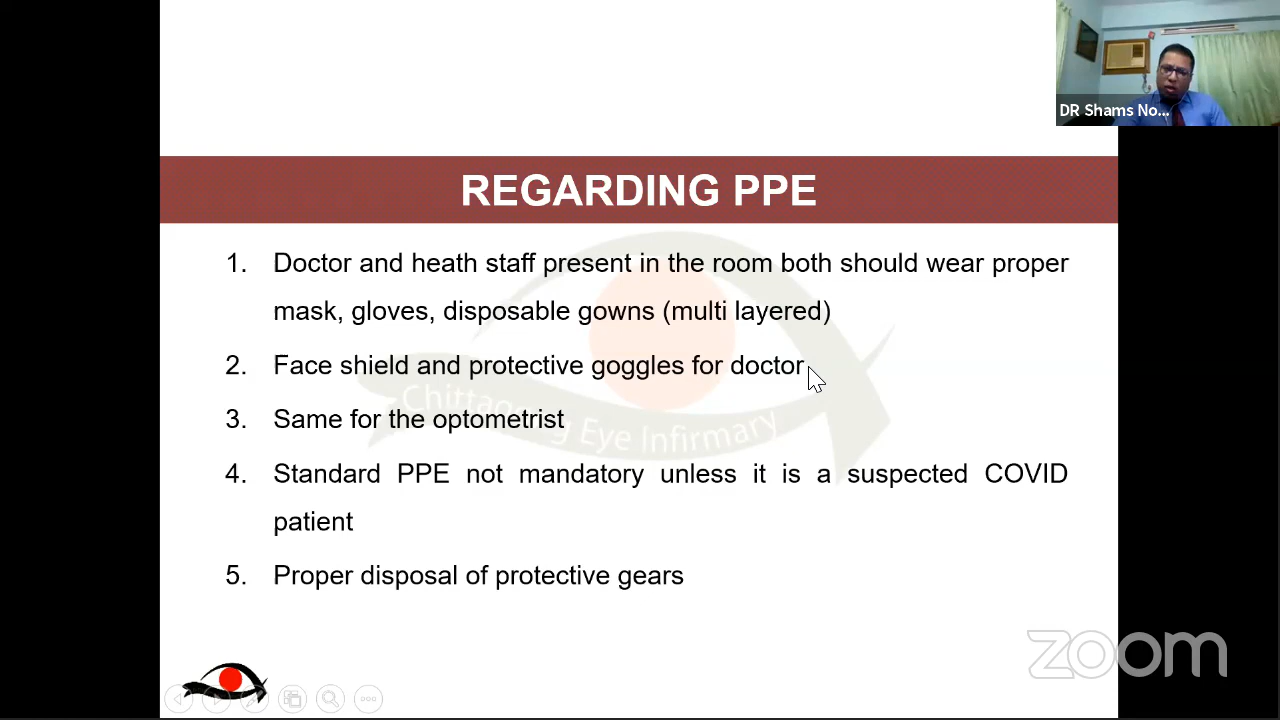 DR Shams No...
REGARDING PPE
1. Doctor and heath staff present in the room both should wear proper
mask, gloves, disposable gowns (multi layered)
2. Face shield and protective goggles for doctor
3. Same for the optometrist
4. Standard PPE not mandatory unless it is a suspected COVID
patient
5. Proper disposal of protective gears
Chittagong Eye Infirmary
zoom